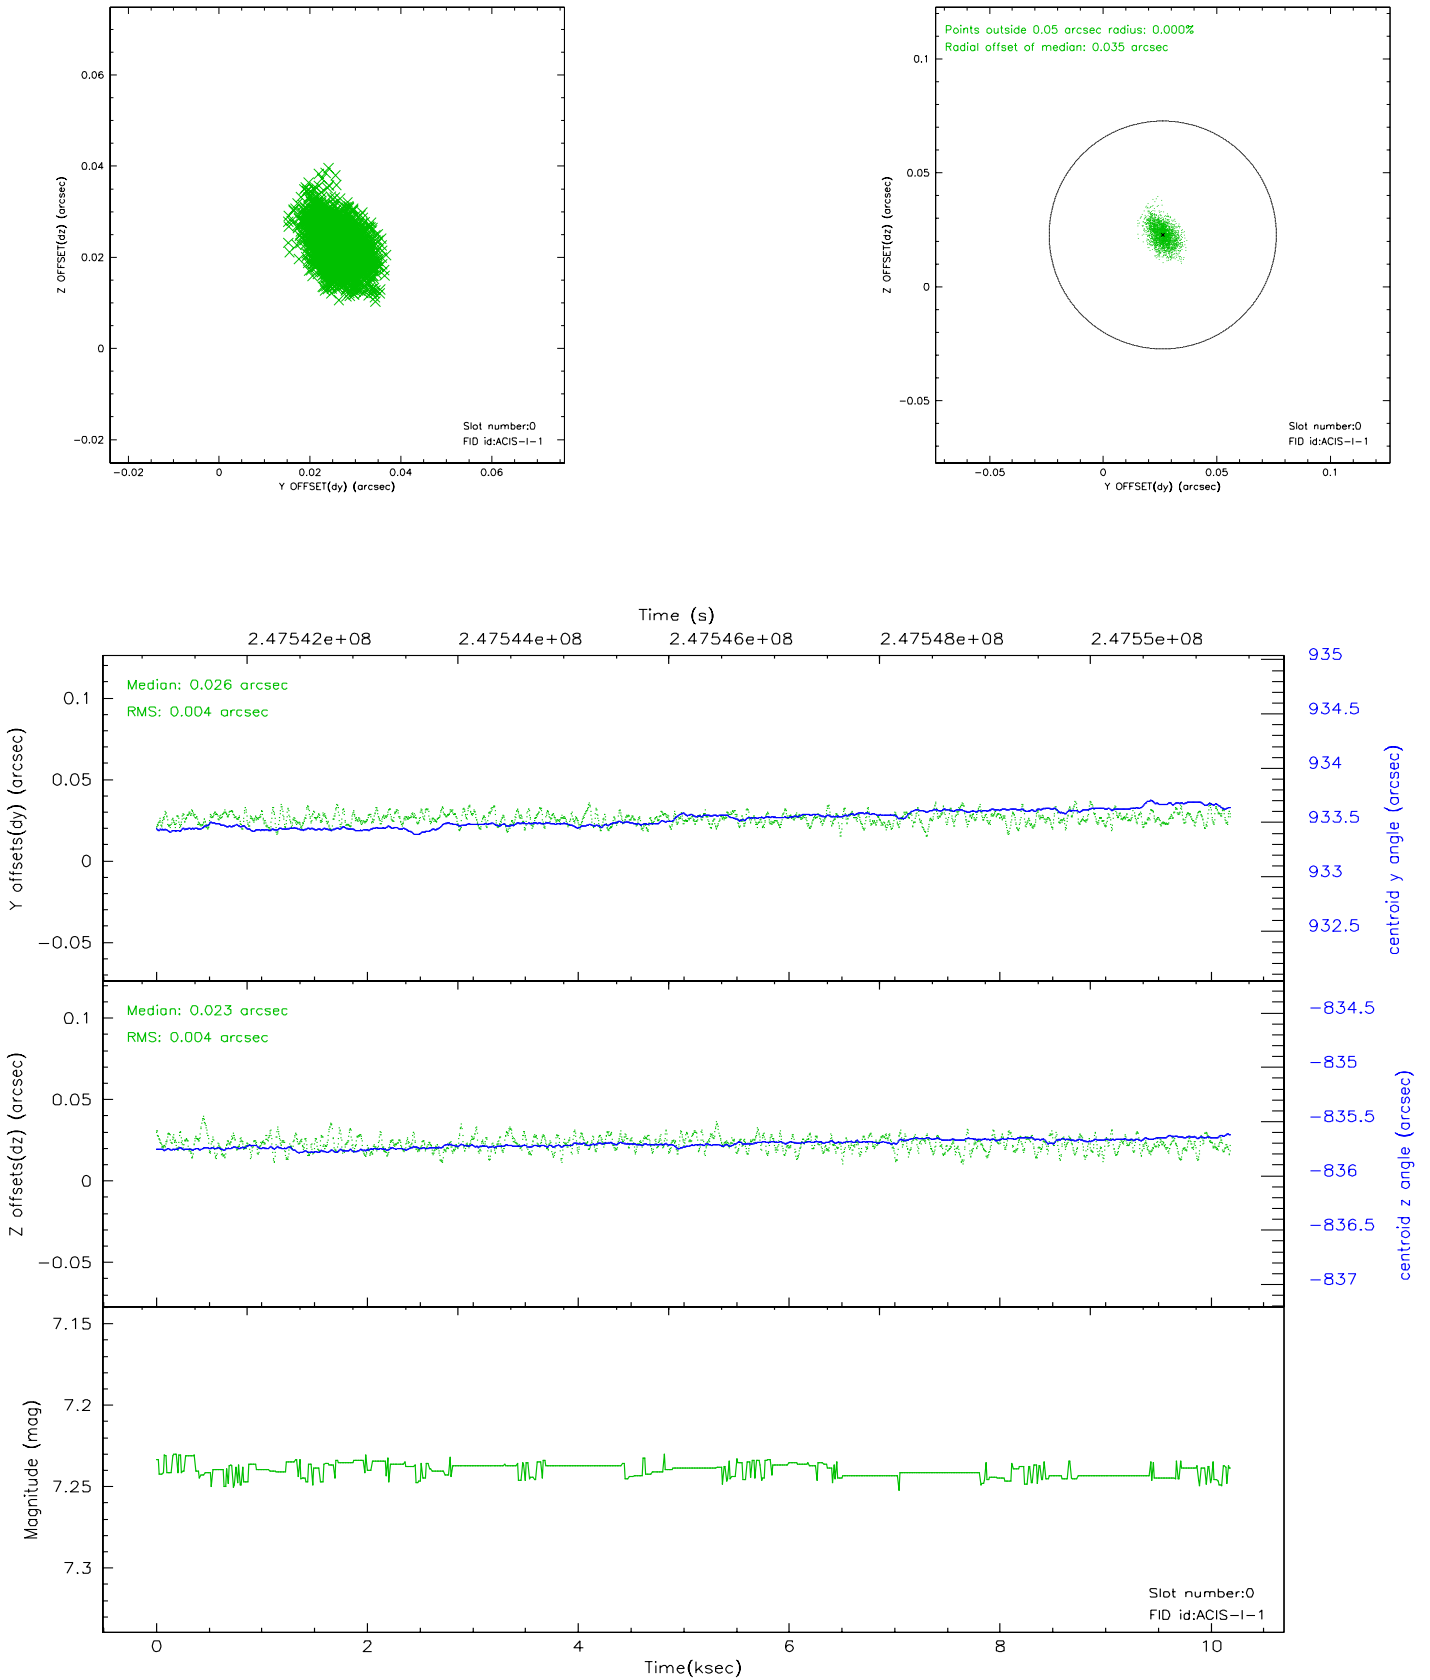 0.06
0.04
0.02
0
−0.02
Z OFFSET(dz) (arcsec)
Slot number:0
FID id:ACIS−I−1
−0.02 0 0.02 0.04 0.06
Y OFFSET(dy) (arcsec)
Points outside 0.05 arcsec radius: 0.000%
Radial offset of median: 0.035 arcsec
0.1
0.05
0
−0.05
Z OFFSET(dz) (arcsec)
Slot number:0
FID id:ACIS−I−1
−0.05 0 0.05 0.1
Y OFFSET(dy) (arcsec)
Time (s)
2.47542e+08 2.47544e+08 2.47546e+08 2.47548e+08 2.4755e+08
Median: 0.026 arcsec
RMS: 0.004 arcsec
0.1
0.05
0
−0.05
Y offsets(dy) (arcsec)
935
934.5
934
933.5
933
932.5
centroid y angle (arcsec)
Median: 0.023 arcsec
RMS: 0.004 arcsec
0.1
0.05
0
−0.05
Z offsets(dz) (arcsec)
−834.5
−835
−835.5
−836
−836.5
−837
centroid z angle (arcsec)
7.15
7.2
7.25
7.3
Magnitude (mag)
Slot number:0
FID id:ACIS−I−1
0 2 4 6 8 10
Time(ksec)